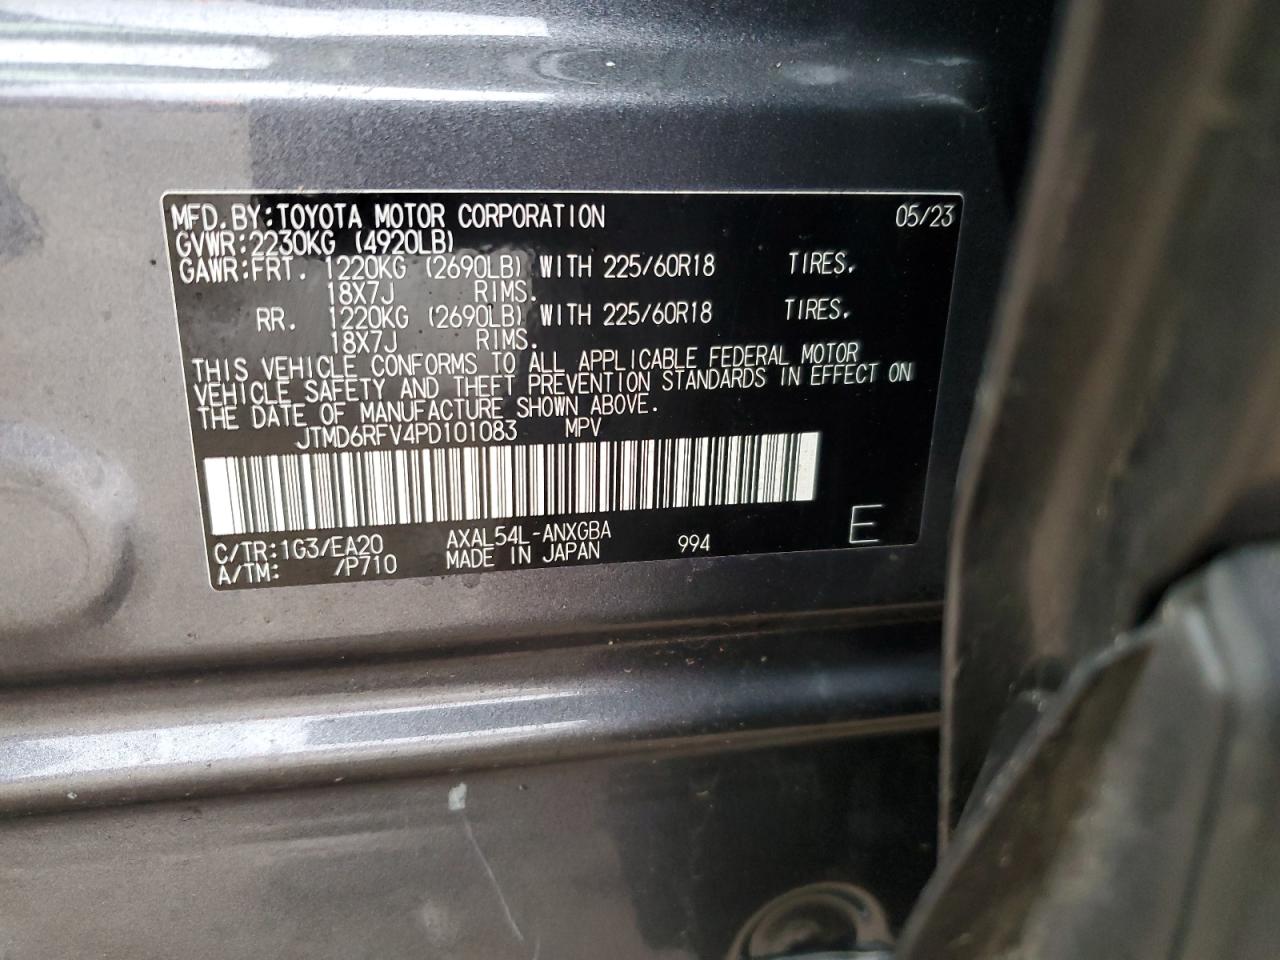 MFD. BY: TOYOTA MOTOR CORPORATION 05/23
GVWR: 2230KG (4920LB)
GAWR: FRT. 1220KG (2690LB) WITH 225/60R18 TIRES,
18X7J RIMS.
RR. 1220KG (2690LB) WITH 225/60R18 TIRES,
18X7J RIMS.
THIS VEHICLE CONFORMS TO ALL APPLICABLE FEDERAL MOTOR
VEHICLE SAFETY AND THEFT PREVENTION STANDARDS IN EFFECT ON
THE DATE OF MANUFACTURE SHOWN ABOVE.
JTMD6RFV4PD101083 MPV
C/TR: 1G3/EA20 AXAL54L-ANXGBA 994 E
A/TM: /P710 MADE IN JAPAN